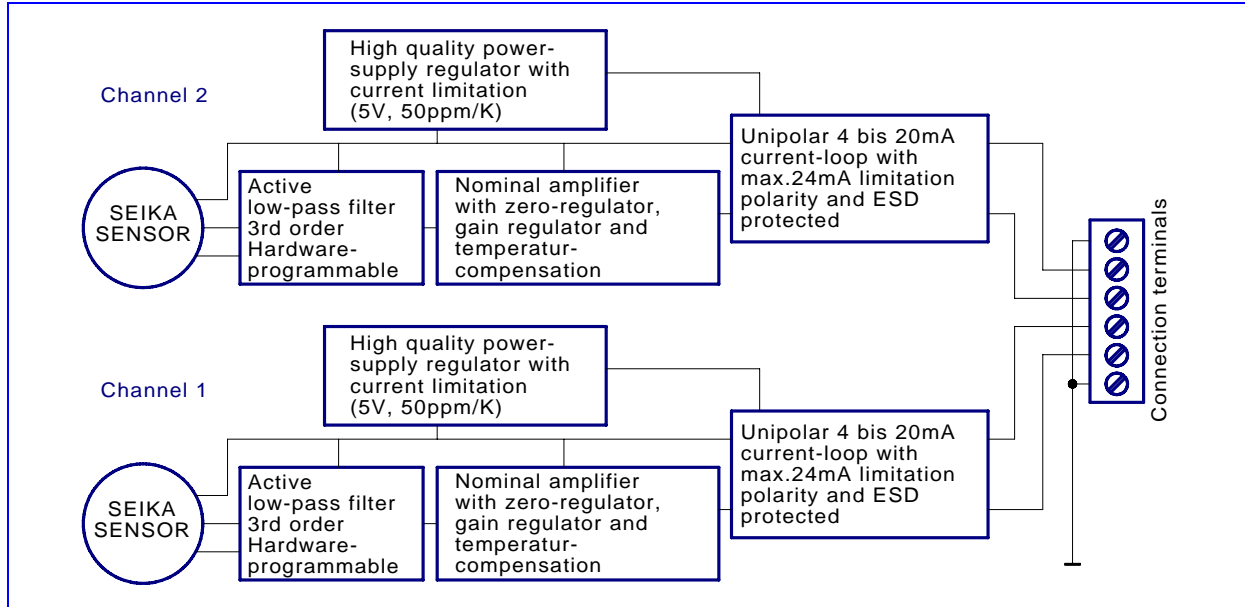 High quality power-
supply regulator with
current limitation
(5V, 50ppm/K)
Channel 2
Unipolar 4 bis 20mA
current-loop with
max.24mA limitation
polarity and ESD
protected
SEIKA
SENSOR
Active
low-pass filter
3rd order
Hardware-
programmable
Nominal amplifier
with zero-regulator,
gain regulator and
temperatur-
compensation
Connection terminals
High quality power-
supply regulator with
current limitation
(5V, 50ppm/K)
Channel 1
Unipolar 4 bis 20mA
current-loop with
max.24mA limitation
polarity and ESD
protected
SEIKA
SENSOR
Active
low-pass filter
3rd order
Hardware-
programmable
Nominal amplifier
with zero-regulator,
gain regulator and
temperatur-
compensation